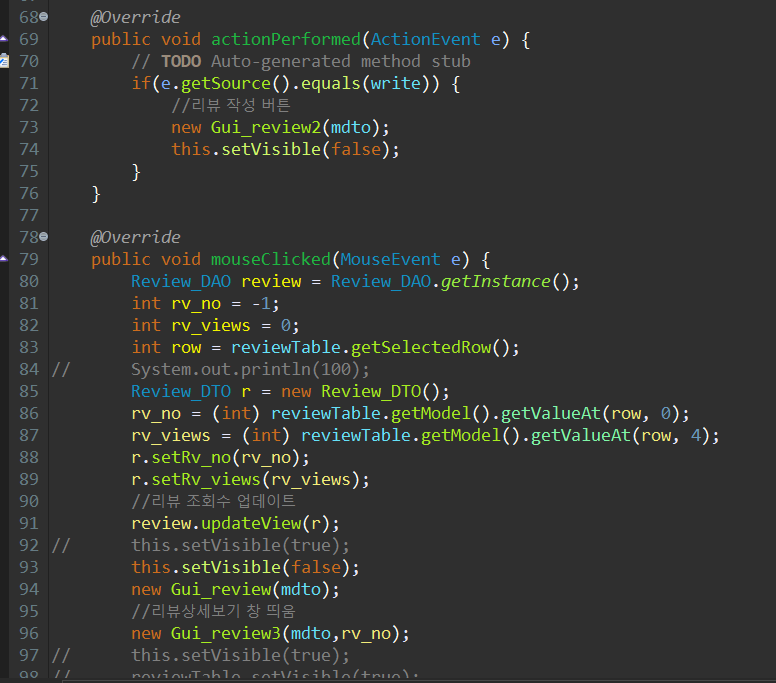 68 @Override
69 public void actionPerformed(ActionEvent e) {
70 // TODO Auto-generated method stub
71 if(e.getSource().equals(write)) {
72 //리뷰 작성 버튼
73 new Gui_review2(mdto);
74 this.setVisible(false);
75 }
76 }
77
78 @Override
79 public void mouseClicked(MouseEvent e) {
80 Review_DAO review = Review_DAO.getInstance();
81 int rv_no = -1;
82 int rv_views = 0;
83 int row = reviewTable.getSelectedRow();
84 // System.out.println(100);
85 Review_DTO r = new Review_DTO();
86 rv_no = (int) reviewTable.getModel().getValueAt(row, 0);
87 rv_views = (int) reviewTable.getModel().getValueAt(row, 4);
88 r.setRv_no(rv_no);
89 r.setRv_views(rv_views);
90 //리뷰 조회수 업데이트
91 review.updateView(r);
92 // this.setVisible(true);
93 this.setVisible(false);
94 new Gui_review(mdto);
95 //리뷰상세보기 창 띄움
96 new Gui_review3(mdto,rv_no);
97 // this.setVisible(true);
98 // reviewTable.setVisible(true);